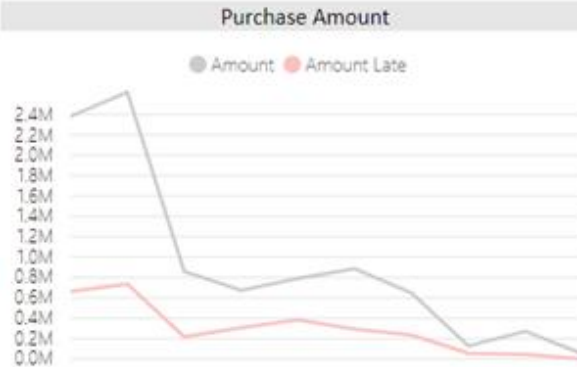 Purchase Amount
Amount Amount Late
2.4M
2.2M
2.0M
1.8M
1.6M
1.4M
1.2M
1.0M
0.8M
0.6M
0.4M
0.2M
0.0M